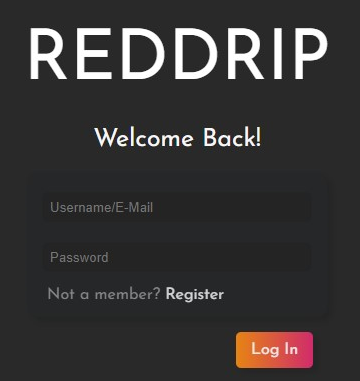 REDDRIP
Welcome Back!
Username/E-Mail
Password
Not a member? Register
Log In